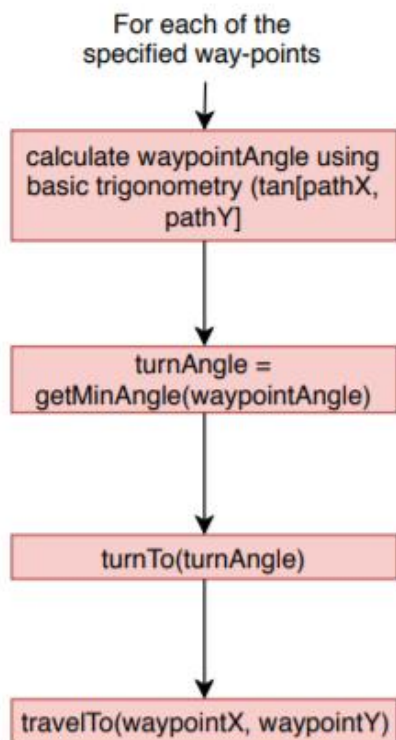 For each of the
specified way-points
calculate waypointAngle using
basic trigonometry (tan[pathX,
pathY]
turnAngle =
getMinAngle(waypointAngle)
turnTo(turnAngle)
travelTo(waypointX, waypointY)